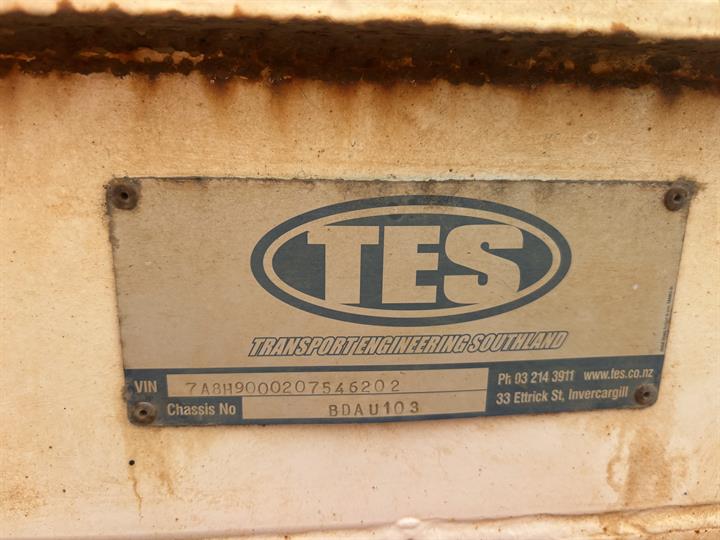 TES
TRANSPORT ENGINEERING SOUTHLAND
VIN 7A8H9000207546202
Chassis No BDAU103
Ph 03 214 3911 www.tes.co.nz
33 Ettrick St, Invercargill